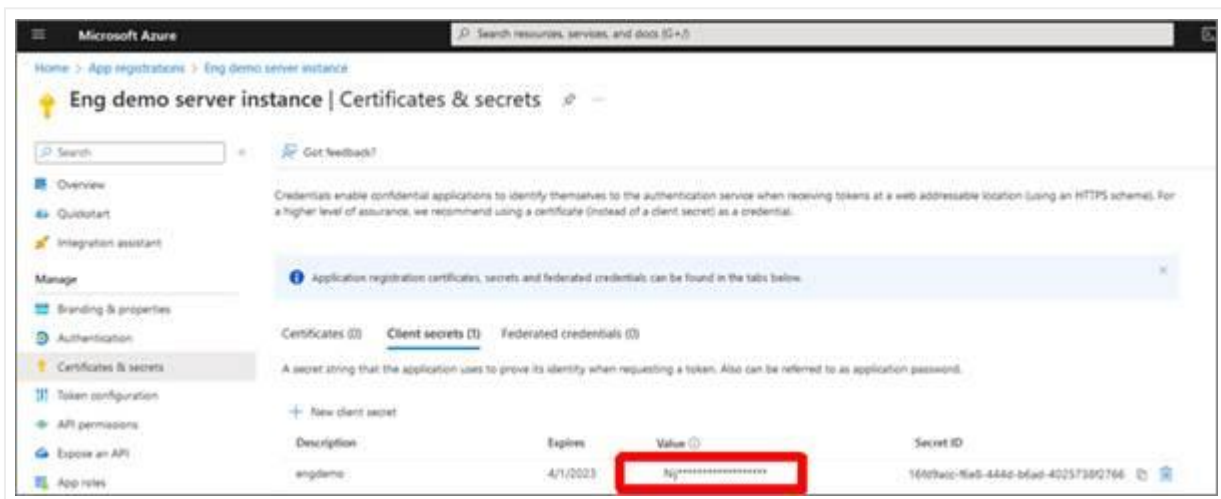 Microsoft Azure
Search resources, services, and docs (G+/)
Home > App registrations > Eng demo server instance
Eng demo server instance | Certificates & secrets
Search
Got feedback?
Overview
Quickstart
Integration assistant
Credentials enable confidential applications to identify themselves to the authentication service when receiving tokens at a web addressable location (using an HTTPS scheme). For
a higher level of assurance, we recommend using a certificate (instead of a client secret) as a credential.
Application registration certificates, secrets and federated credentials can be found in the tabs below.
Manage
Branding & properties
Authentication
Certificates & secrets
Token configuration
API permissions
Expose an API
App roles
Certificates (0) Client secrets (1) Federated credentials (0)
A secret string that the application uses to prove its identity when requesting a token. Also can be referred to as application password.
New client secret
Description Expires Value Secret ID
engdemo 4/1/2023